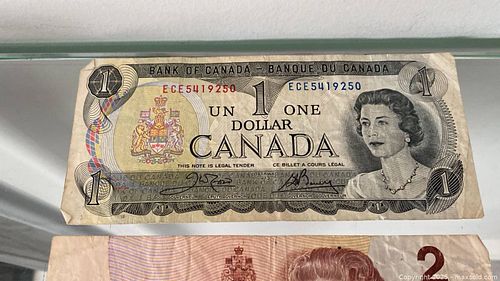 BANK OF CANADA – BANQUE DU CANADA
1
ECE5419250 ECE5419250
1
UN 1 ONE
DOLLAR
CANADA
THIS NOTE IS LEGAL TENDER CE BILLET A COURS LÉGAL
1
1
2
Copyright 2025 - maxsold.com